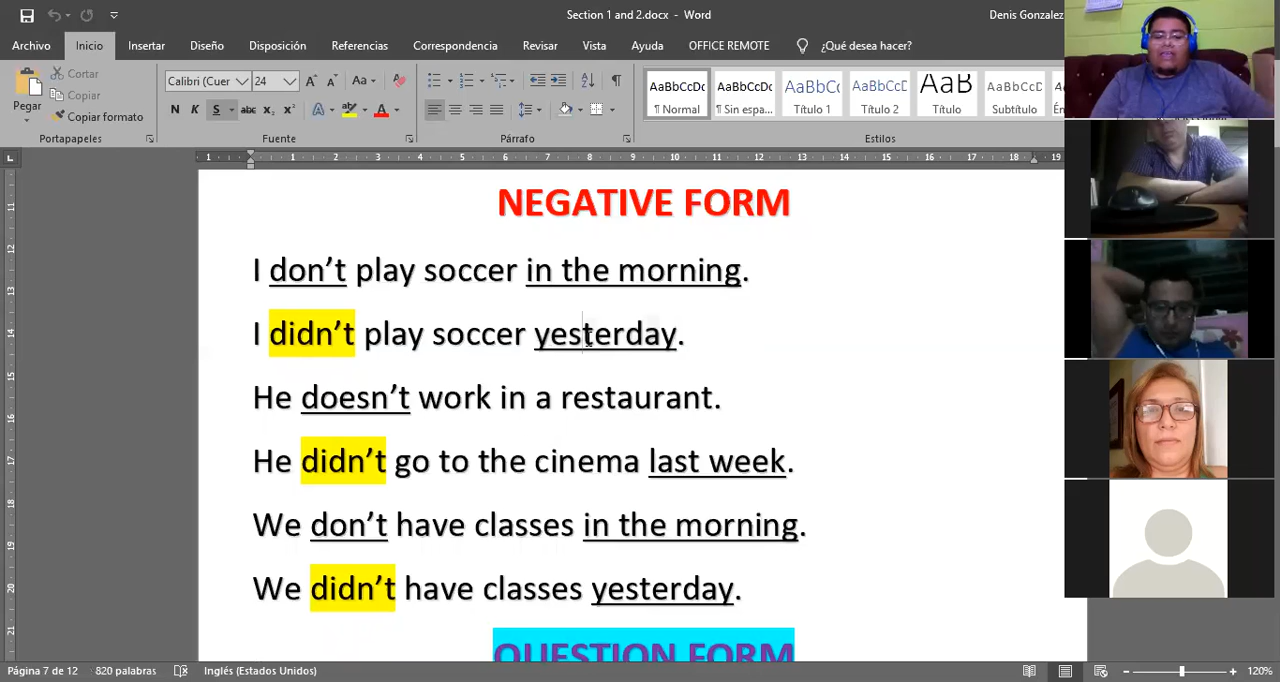 Section 1 and 2.docx - Word
Denis Gonzalez
Archivo Inicio Insertar Diseño Disposición Referencias Correspondencia Revisar Vista Ayuda OFFICE REMOTE ¿Qué desea hacer?
Pegar
Cortar
Copiar
Copiar formato
Portapapeles
Calibri (Cuer 24
Fuente
Párrafo
AaBbCcDc AaBbCcDc AaBbCcD AaBbCcD AaB AaBbCcD
¶ Normal ¶ Sin espa... Título 1 Título 2 Título Subtítulo
Estilos
NEGATIVE FORM
I don’t play soccer in the morning.
I didn’t play soccer yesterday.
He doesn’t work in a restaurant.
He didn’t go to the cinema last week.
We don’t have classes in the morning.
We didn’t have classes yesterday.
QUESTION FORM
Página 7 de 12 820 palabras Inglés (Estados Unidos) 120%